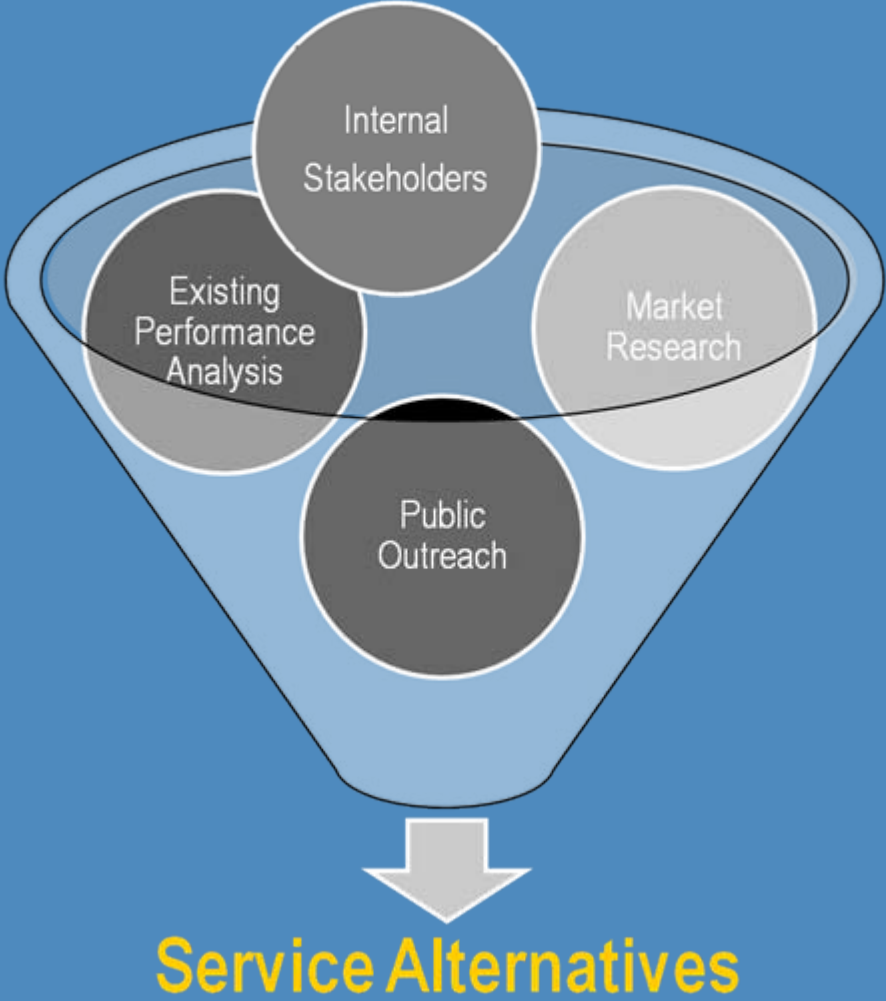 Internal
Stakeholders
Existing
Performance
Analysis
Market
Research
Public
Outreach
Service Alternatives